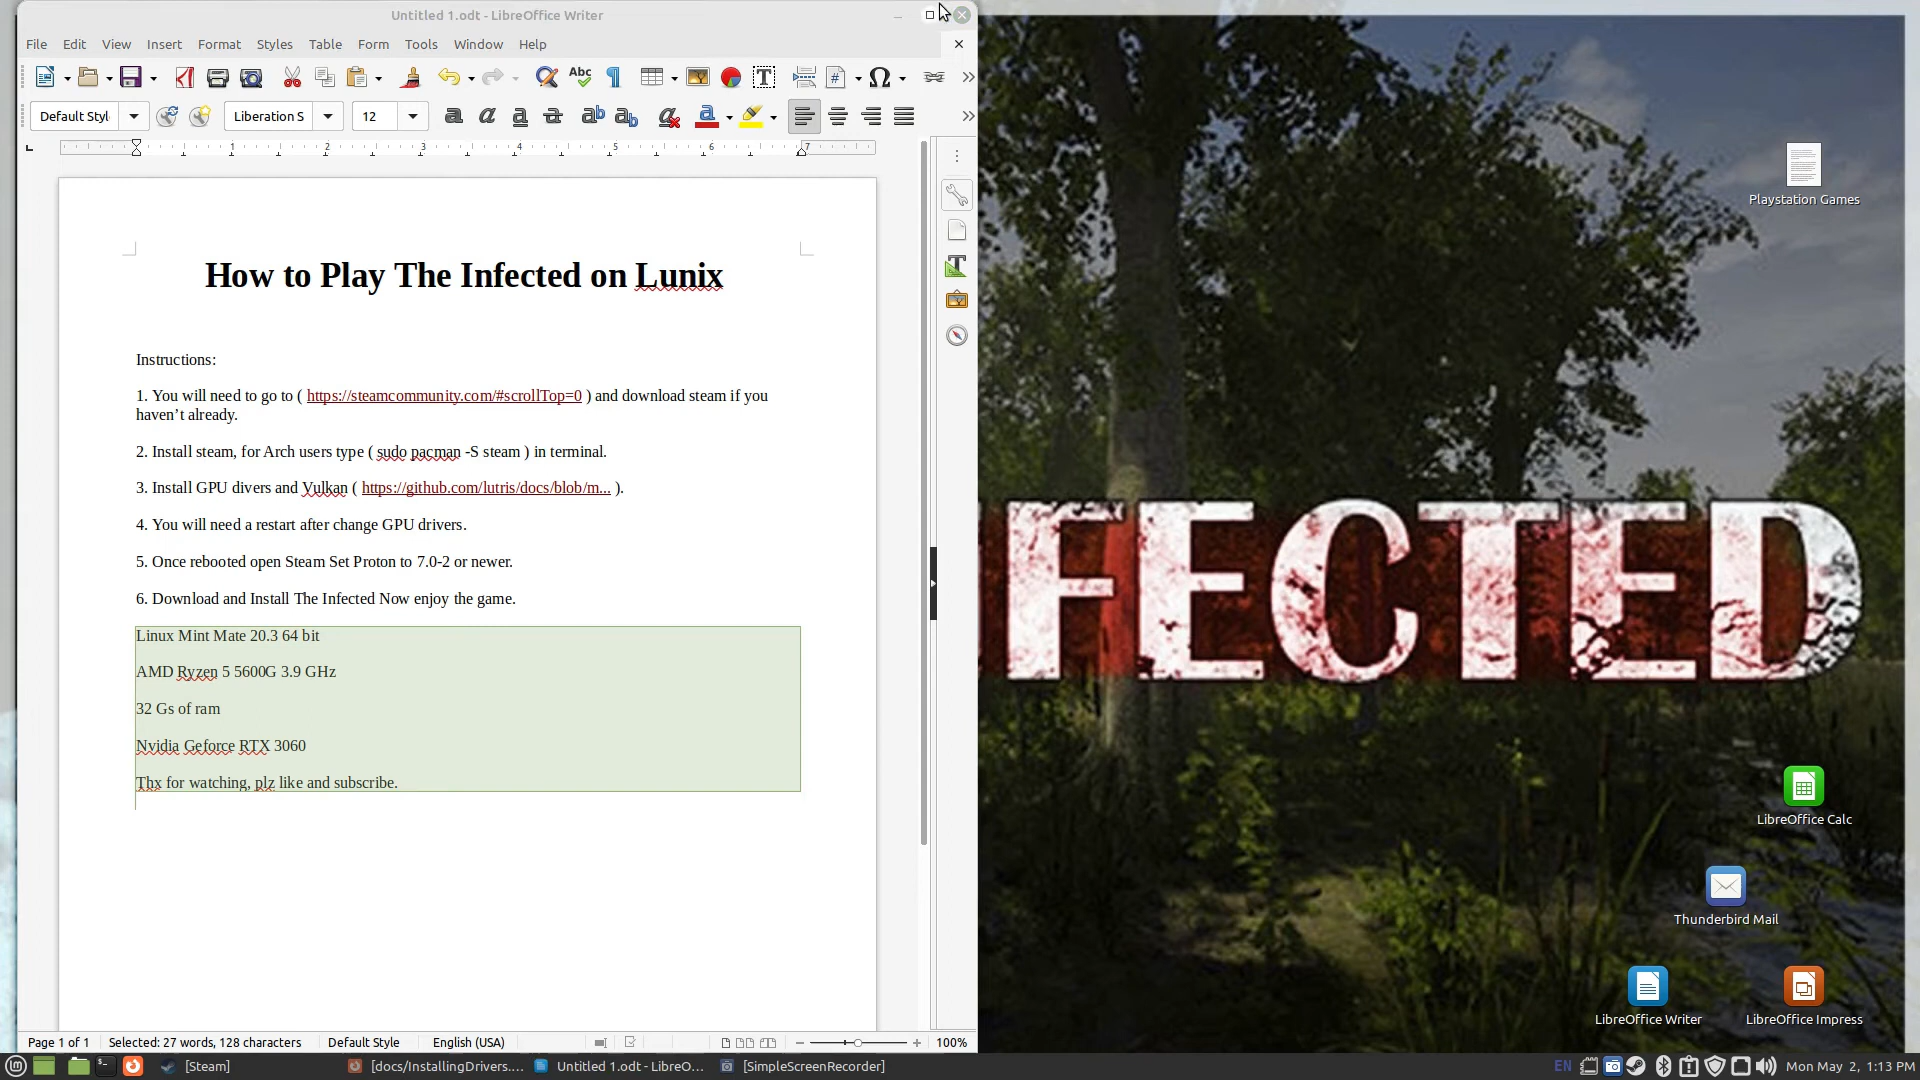 Untitled 1.odt - LibreOffice Writer
File Edit View Insert Format Styles Table Form Tools Window Help
Default Styl
Liberation S
12
1 2 3 4 5 6 7
How to Play The Infected on Lunix
Instructions:
1. You will need to go to ( https://steamcommunity.com/#scrollTop=0 ) and download steam if you
haven’t already.
2. Install steam, for Arch users type ( sudo pacman -S steam ) in terminal.
3. Install GPU divers and Vulkan ( https://github.com/lutris/docs/blob/m... ).
4. You will need a restart after change GPU drivers.
5. Once rebooted open Steam Set Proton to 7.0-2 or newer.
6. Download and Install The Infected Now enjoy the game.
Linux Mint Mate 20.3 64 bit
AMD Ryzen 5 5600G 3.9 GHz
32 Gs of ram
Nvidia Geforce RTX 3060
Thx for watching, plz like and subscribe.
Page 1 of 1 Selected: 27 words, 128 characters Default Style English (USA) 100%
Playstation Games
FECTED
LibreOffice Calc
Thunderbird Mail
LibreOffice Writer
LibreOffice Impress
[Steam] [docs/InstallingDrivers.... Untitled 1.odt - LibreO... [SimpleScreenRecorder] EN Mon May 2, 1:13 PM